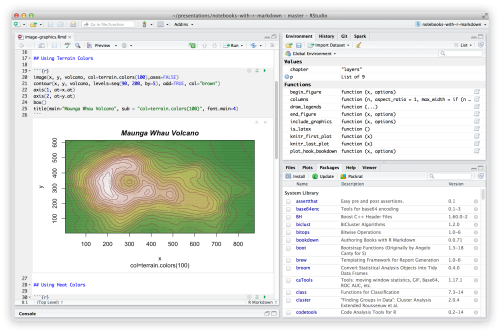 ~/presentations/notebooks-with-r-markdown - master - RStudio
Go to file/function
Addins
notebooks-with-r-markdown
image-graphics.Rmd
Preview
Run
16
17
18 ## Using Terrain Colors
19
```{r}
image(x, y, volcano, col=terrain.colors(100),axes=FALSE)
contour(x, y, volcano, levels=seq(90, 200, by=5), add=TRUE, col="brown")
axis(1, at=x.at)
axis(2, at=y.at)
box()
title(main="Maunga Whau Volcano", sub = "col=terrain.colors(100)", font.main=4)
```
Maunga Whau Volcano
600
500
400
300
200
100
y
100 200 300 400 500 600 700 800
x
col=terrain.colors(100)
27
28 ## Using Heat Colors
29
30 ```{r}
8:1 (Top Level) R Markdown
Console
Environment History Git Spark
Import Dataset List
Global Environment
Values
chapter "layers"
p List of 9
Functions
begin_figure function (x, options)
columns function (n, aspect_ratio = 1, max_width = if (n
draw_legends function (...)
end_figure function (x, options)
include_graphics function (x, options)
is_latex function ()
knitr_first_plot function (x)
knitr_last_plot function (x)
plot_hook_bookdown function (x, options)
Files Plots Packages Help Viewer
Install Update Packrat
Name Description Version
System Library
assertthat Easy pre and post assertions. 0.1
base64enc Tools for base64 encoding 0.1-3
BH Boost C++ Header Files 1.60.0-2
biclust BiCluster Algorithms 1.2.0
bitops Bitwise Operations 1.0-6
bookdown Authoring Books with R Markdown 0.0.71
boot Bootstrap Functions (Originally by Angelo Canty for S) 1.3-18
brew Templating Framework for Report Generation 1.0-6
broom Convert Statistical Analysis Objects into Tidy Data Frames 0.4.0
caTools Tools: moving window statistics, GIF, Base64, ROC AUC, etc. 1.17.1
class Functions for Classification 7.3-14
cluster "Finding Groups in Data": Cluster Analysis Extended Rousseeuw et al. 2.0.4
codetools Code Analysis Tools for R 0.2-14